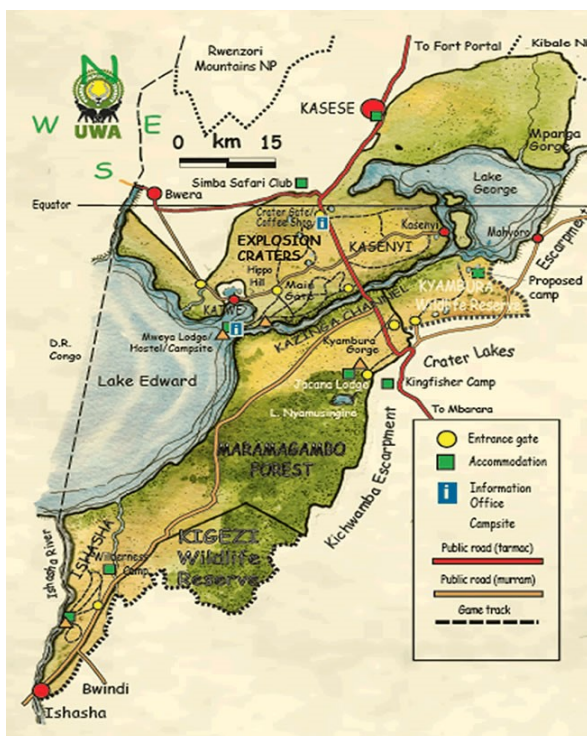 N
W
E
S
UWA
Rwenzori
Mountains NP
To Fort Portal
Kibale N
KASESE
0 km 15
Mpanga
Gorge
Simba Safari Club
Lake
George
Bwera
Equator
Crater Gate/
Coffee Shop
i
Kasenyi
Mahyoro
Escarpment
EXPLOSION
CRATERS
KASENYI
Hippo
Hill
Main
Gate
KYAMBURA
Wildlife Reserve
Proposed
camp
KATWE
KAZINGA CHANNEL
Mweya Lodge/
Hostel/Campsite
i
D.R.
Congo
Kyambura
Gorge
Crater Lakes
Lake Edward
Jacana Lodge
Kingfisher Camp
L. Nyamusingire
To Mbarara
MARAMAGAMBO
FOREST
Kichwamba Escarpment
KIGEZI
Wildlife
Reserve
Ishasha River
ISHASHA
Wilderness
Camp
Bwindi
Ishasha
Entrance gate
Accommodation
i
Information
Office
Campsite
Public road (tarmac)
Public road (murram)
Game track